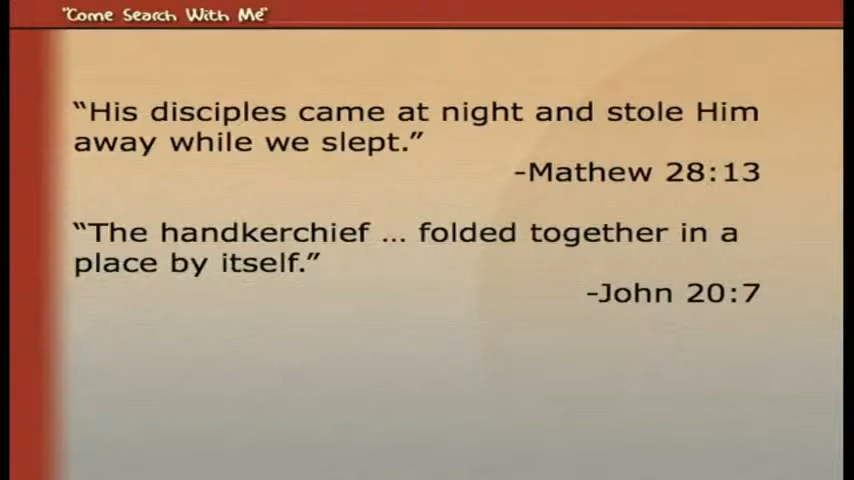 "Come Search With Me"
“His disciples came at night and stole Him
away while we slept.”
-Mathew 28:13
“The handkerchief ... folded together in a
place by itself.”
-John 20:7